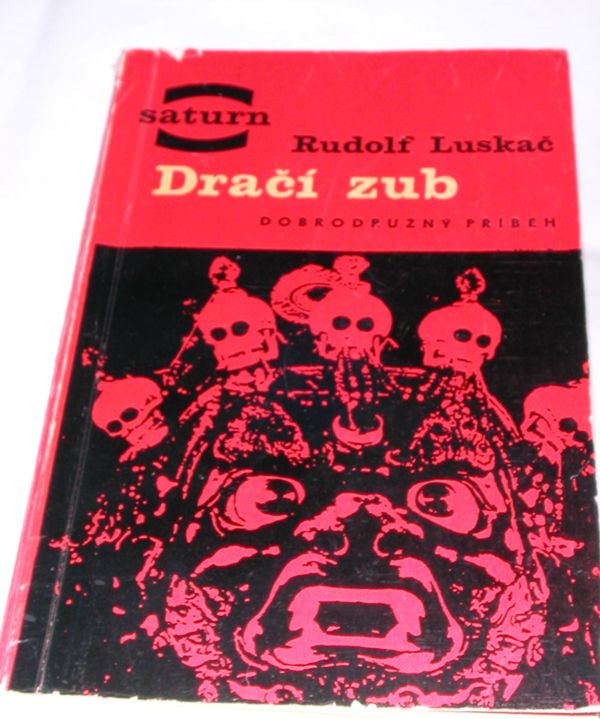 saturn
Rudolf Luskač
Dračí zub
DOBRODRUŽNÝ PŘÍBĚH